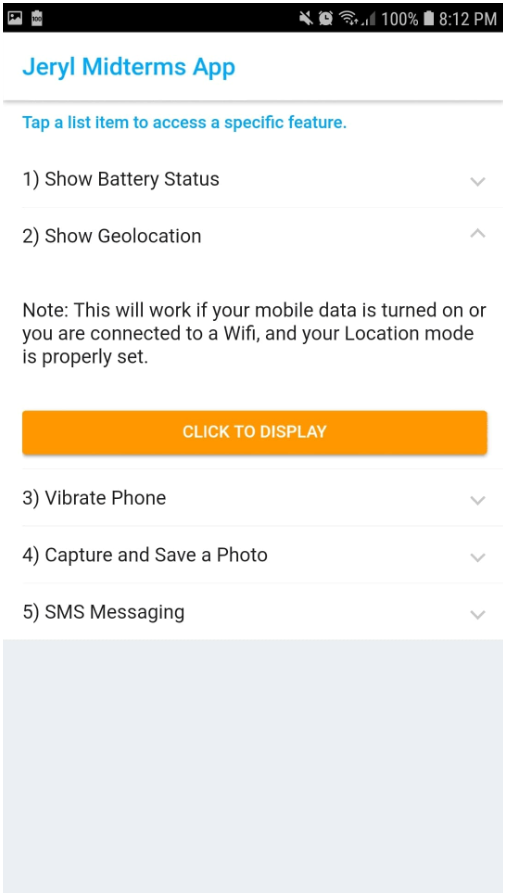 100 100% 8:12 PM
Jeryl Midterms App
Tap a list item to access a specific feature.
1) Show Battery Status
2) Show Geolocation
Note: This will work if your mobile data is turned on or
you are connected to a Wifi, and your Location mode
is properly set.
CLICK TO DISPLAY
3) Vibrate Phone
4) Capture and Save a Photo
5) SMS Messaging